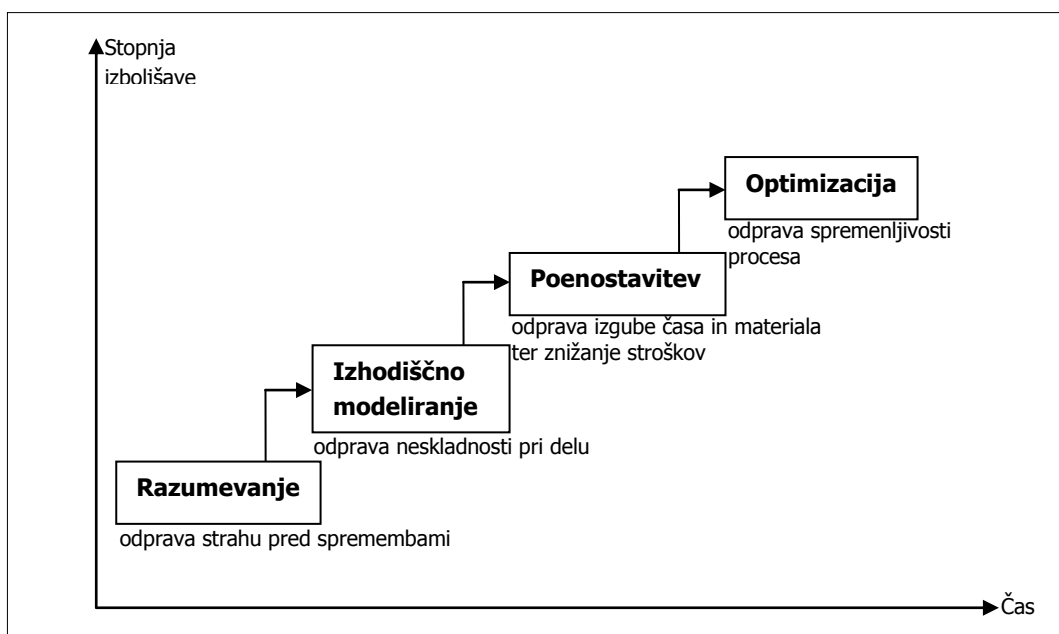 Stopnja
izboljšave
Optimizacija
odprava spremenljivosti
procesa
Poenostavitev
odprava izgube časa in materiala
ter znižanje stroškov
Izhodiščno
modeliranje
odprava neskladnosti pri delu
Razumevanje
odprava strahu pred spremembami
Čas